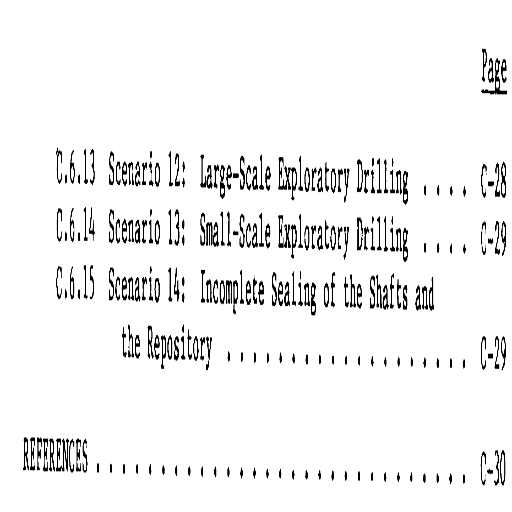 Page
C.6.13 Scenario 12: Large-Scale Exploratory Drilling . . . . C-28
C.6.14 Scenario 13: Small-Scale Exploratory Drilling . . . . C-29
C.6.15 Scenario 14: Incomplete Sealing of the Shafts and
the Repository . . . . . . . . . . . . . . . . . . . C-29
REFERENCES . . . . . . . . . . . . . . . . . . . . . . . . . . . . . C-30